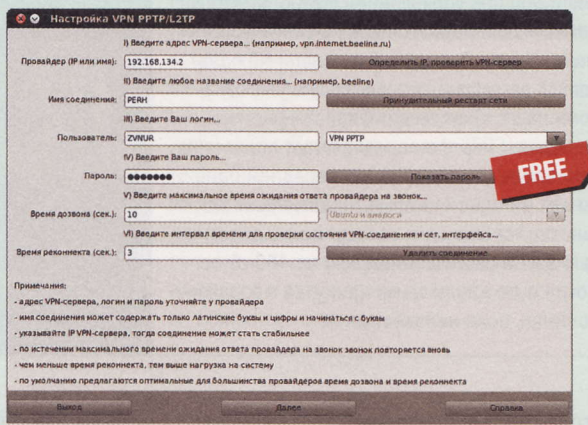 Настройка VPN PPTP/L2TP
I) Введите адрес VPN-сервера... (например, vpn.internet.beeline.ru)
Провайдер (IP или имя): 192.168.134.2 Определить IP, проверить VPN-сервер
II) Введите любое название соединения... (например, beeline)
Имя соединения: PERH Принудительный рестарт сети
III) Введите Ваш логин...
Пользователь: ZVNUR VPN PPTP
IV) Введите Ваш пароль...
Пароль: ●●●●●●● Показать пароль
FREE
V) Введите максимальное время ожидания ответа провайдера на звонок...
Время дозвона (сек.): 10 Ubuntu и аналоги
VI) Введите интервал времени для проверки состояния VPN-соединения и сет. интерфейса...
Время реконнекта (сек.): 3 Удалить соединение
Примечания:
- адрес VPN-сервера, логин и пароль уточняйте у провайдера
- имя соединения может содержать только латинские буквы и цифры и начинаться с буквы
- указывайте IP VPN-сервера, тогда соединение может стать стабильнее
- по истечении максимального времени ожидания ответа провайдера на звонок звонок повторяется вновь
- чем меньше время реконнекта, тем выше нагрузка на систему
- по умолчанию предлагаются оптимальные для большинства провайдеров время дозвона и время реконнекта
Выход Далее Справка